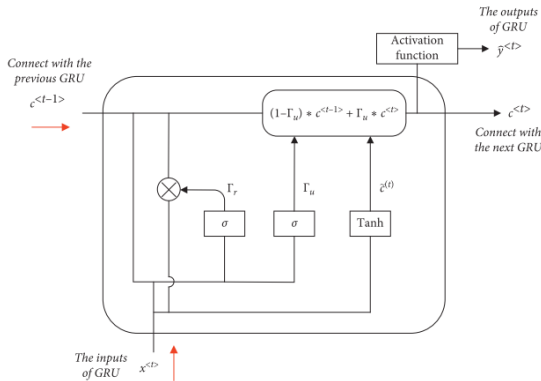 The outputs
of GRU
Activation
function
ỹ<t>
Connect with the
previous GRU
c<t−1>
(1−Γu) * c<t−1> + Γu * c<t>
c<t>
Connect with
the next GRU
Γr
Γu
c̃(t)
σ
σ
Tanh
The inputs
of GRU
x<t>